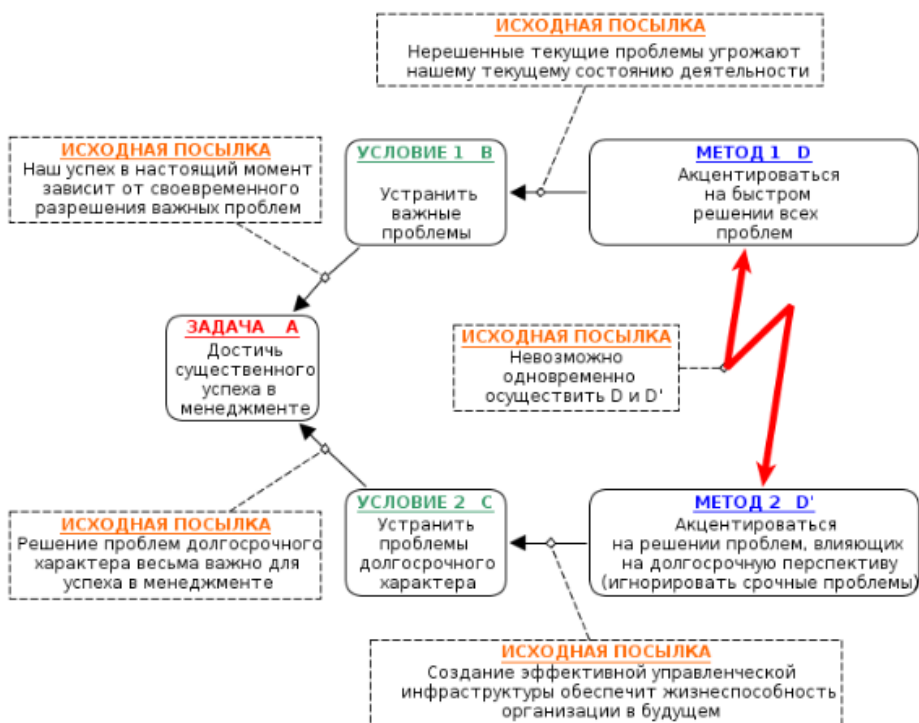 ИСХОДНАЯ ПОСЫЛКА
Нерешенные текущие проблемы угрожают
нашему текущему состоянию деятельности
ИСХОДНАЯ ПОСЫЛКА
Наш успех в настоящий момент
зависит от своевременного
разрешения важных проблем
УСЛОВИЕ 1 B
Устранить
важные
проблемы
МЕТОД 1 D
Акцентироваться
на быстром
решении всех
проблем
ЗАДАЧА A
Достичь
существенного
успеха в
менеджменте
ИСХОДНАЯ ПОСЫЛКА
Невозможно
одновременно
осуществить D и D'
ИСХОДНАЯ ПОСЫЛКА
Решение проблем долгосрочного
характера весьма важно для
успеха в менеджменте
УСЛОВИЕ 2 C
Устранить
проблемы
долгосрочного
характера
МЕТОД 2 D'
Акцентироваться
на решении проблем, влияющих
на долгосрочную перспективу
(игнорировать срочные проблемы)
ИСХОДНАЯ ПОСЫЛКА
Создание эффективной управленческой
инфраструктуры обеспечит жизнеспособность
организации в будущем